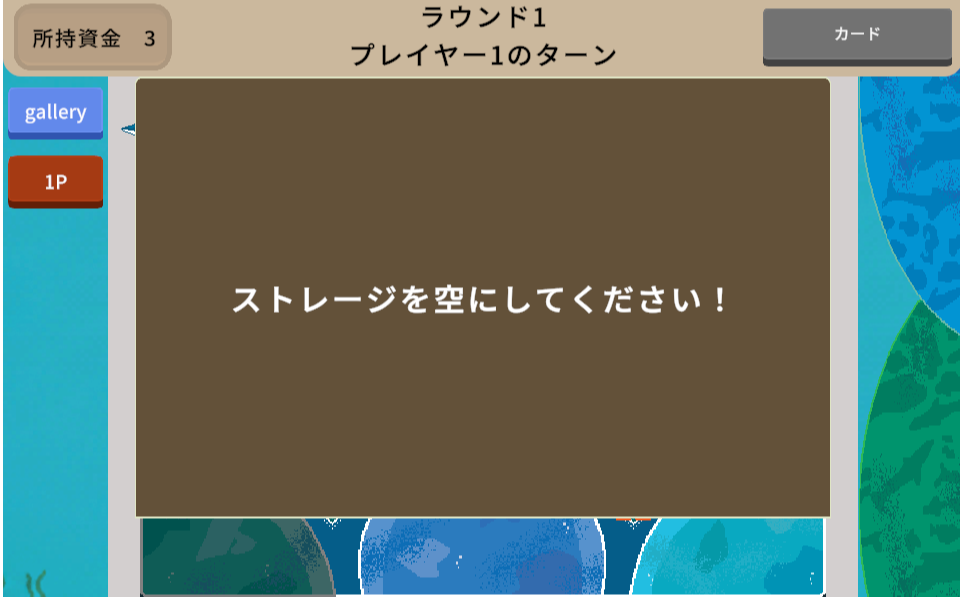 所持資金 3
ラウンド1
プレイヤー1のターン
カード
gallery
1P
ストレージを空にしてください！